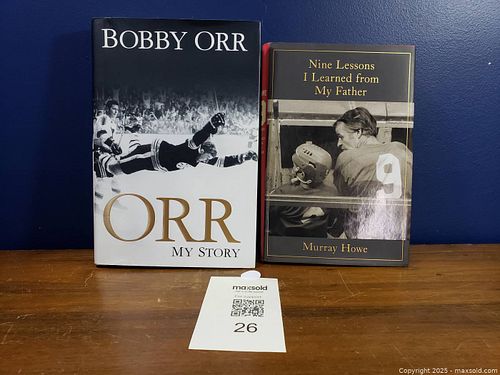 BOBBY ORR
ORR
MY STORY
Nine Lessons
I Learned from
My Father
9
Murray Howe
maxsold
26
Copyright 2025 - maxsold.com